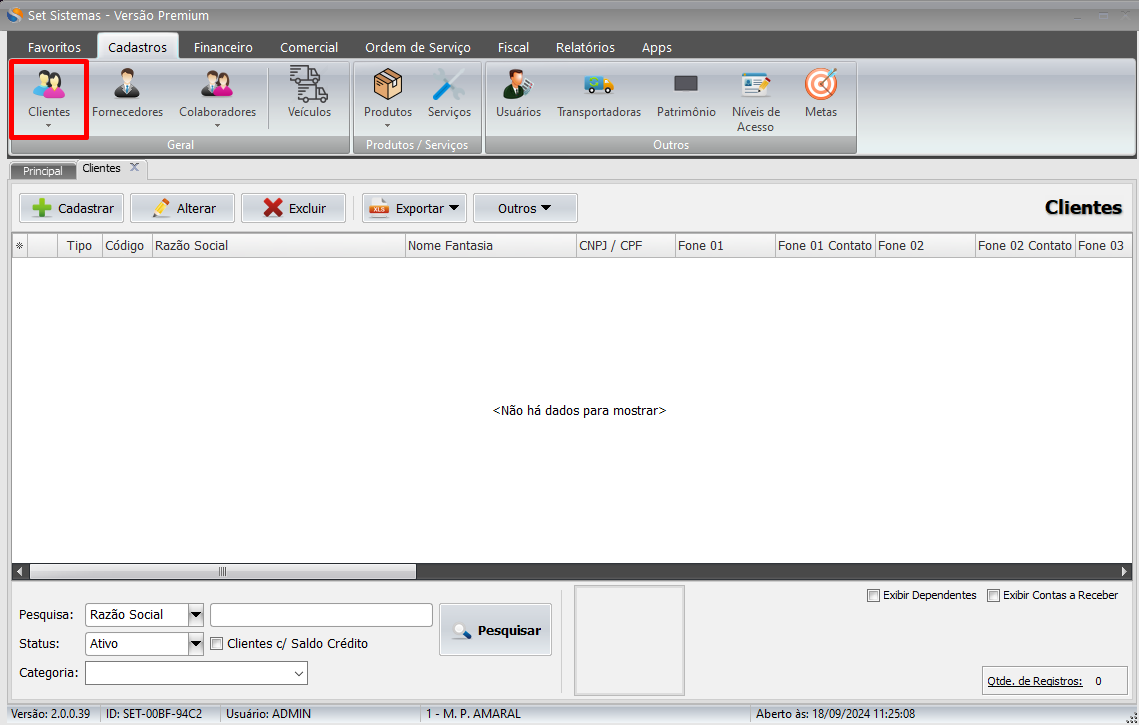 Set Sistemas - Versão Premium
Favoritos Cadastros Financeiro Comercial Ordem de Serviço Fiscal Relatórios Apps
Clientes Fornecedores Colaboradores Veículos Produtos Serviços Usuários Transportadoras Patrimônio Níveis de Acesso Metas
Geral Produtos / Serviços Outros
Principal Clientes
Cadastrar Alterar Excluir XLS Exportar Outros Clientes
Tipo Código Razão Social Nome Fantasia CNPJ / CPF Fone 01 Fone 01 Contato Fone 02 Fone 02 Contato Fone 03
<Não há dados para mostrar>
Exibir Dependentes Exibir Contas a Receber
Pesquisa: Razão Social
Pesquisar
Status: Ativo Clientes c/ Saldo Crédito
Categoria:
Qtde. de Registros: 0
Versão: 2.0.0.39 ID: SET-00BF-94C2 Usuário: ADMIN 1 - M. P. AMARAL Aberto às: 18/09/2024 11:25:08